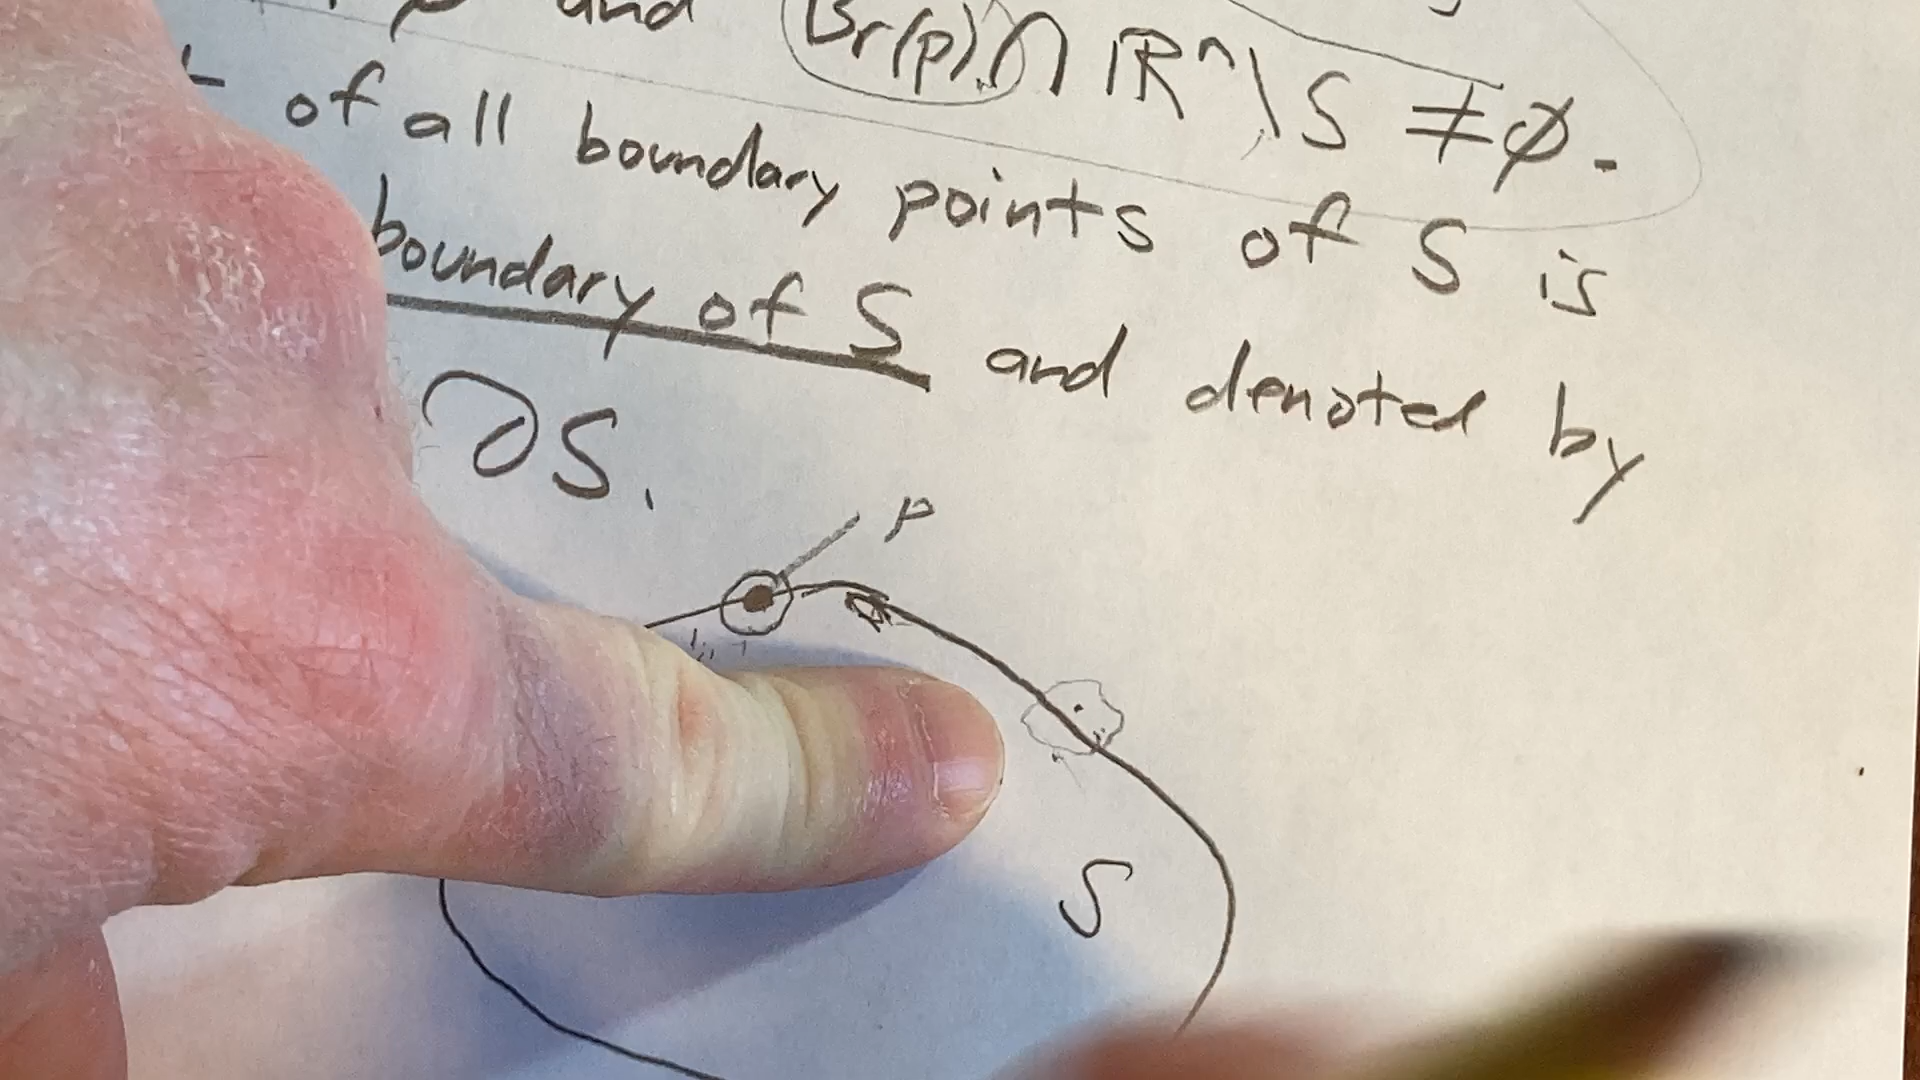 and Br(p) ∩ ℝⁿ \ S ≠ ∅.
of all boundary points of S is
boundary of S and denoted by
∂S.
p
S